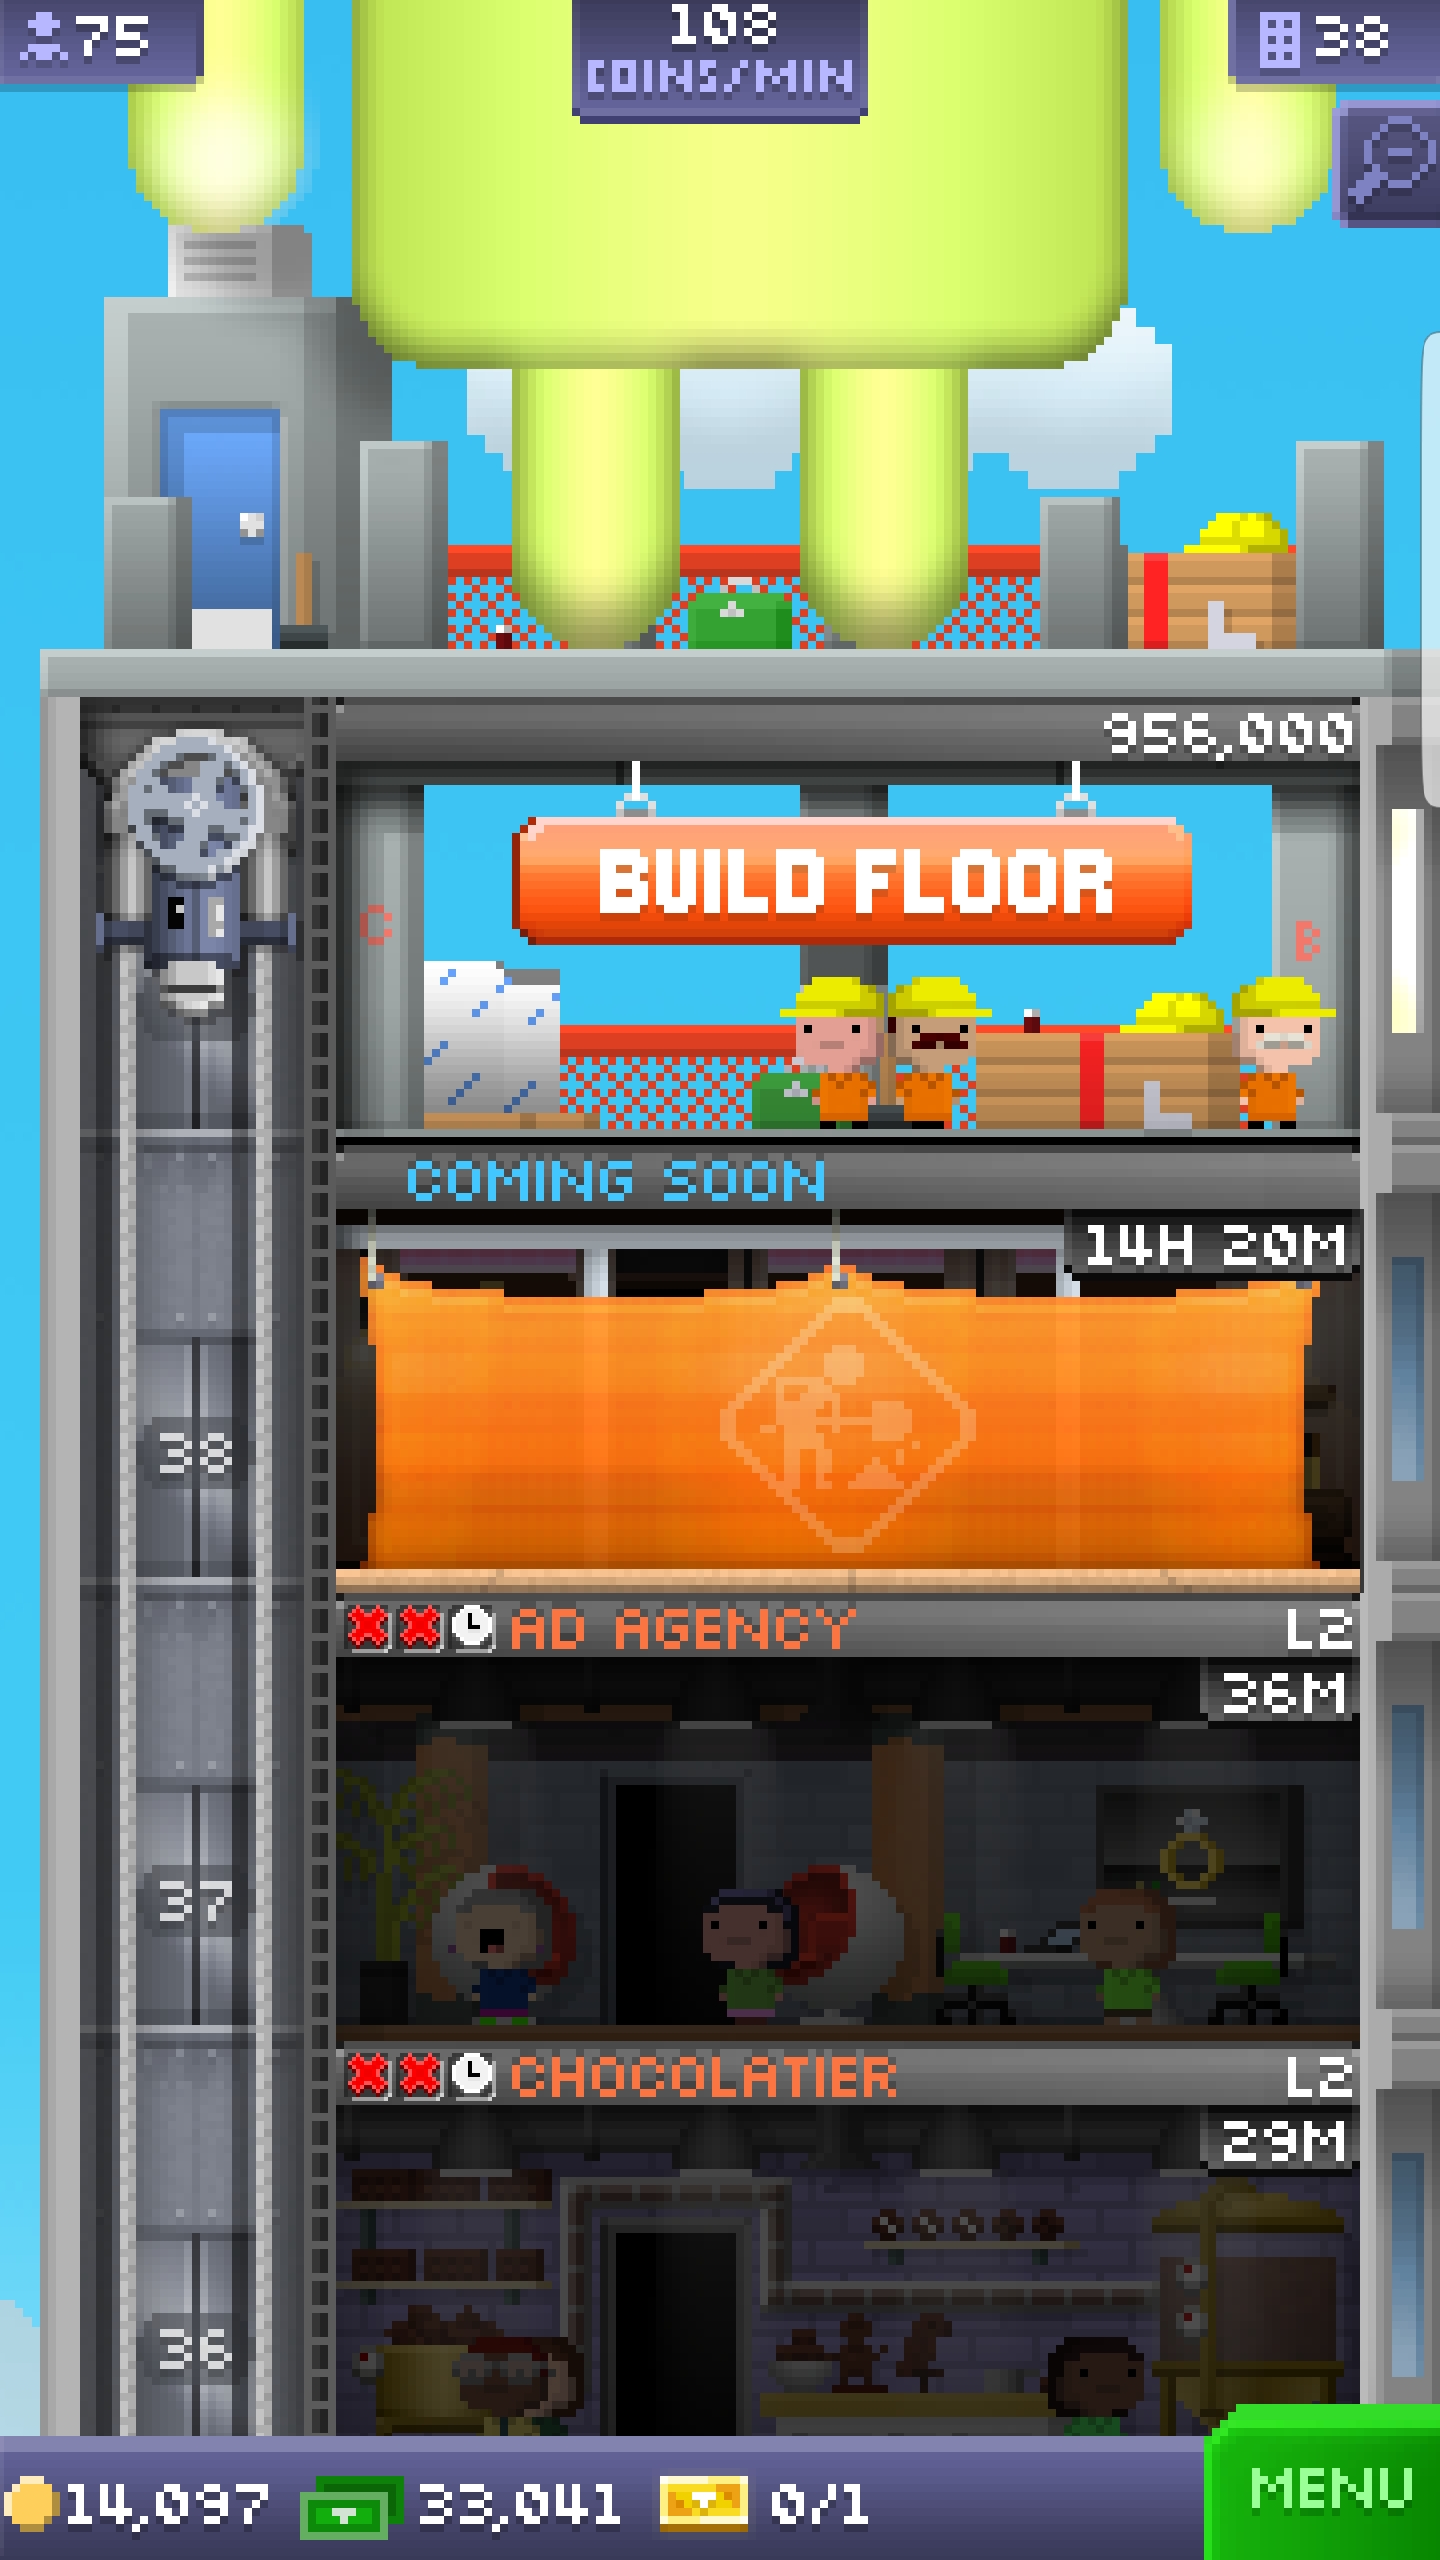 75
108
COINS/MIN
38
956,000
BUILD FLOOR
C
B
COMING SOON
14H 20M
38
AD AGENCY L2
36M
37
CHOCOLATIER L2
29M
36
14,097 33,041 0/1 MENU